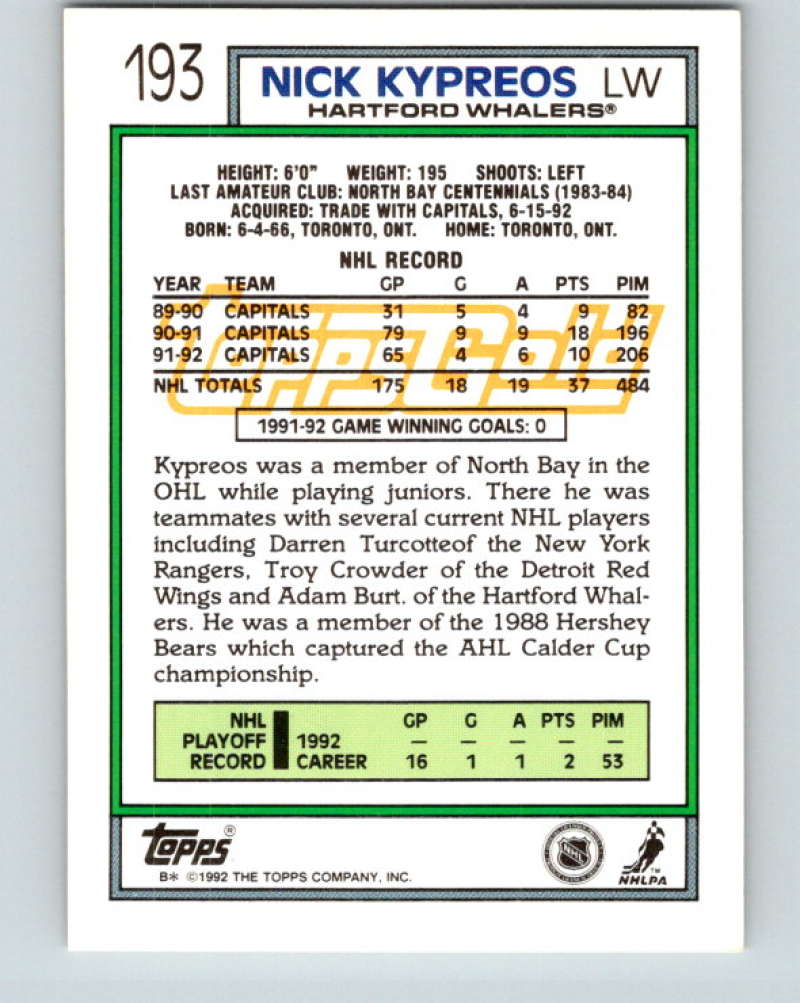 193
NICK KYPREOS LW
HARTFORD WHALERS®
HEIGHT: 6'0" WEIGHT: 195 SHOOTS: LEFT
LAST AMATEUR CLUB: NORTH BAY CENTENNIALS (1983-84)
ACQUIRED: TRADE WITH CAPITALS, 6-15-92
BORN: 6-4-66, TORONTO, ONT. HOME: TORONTO, ONT.
NHL RECORD
YEAR TEAM GP G A PTS PIM
89-90 CAPITALS 31 5 4 9 82
90-91 CAPITALS 79 9 9 18 196
91-92 CAPITALS 65 4 6 10 206
NHL TOTALS 175 18 19 37 484
Topps Gold
1991-92 GAME WINNING GOALS: 0
Kypreos was a member of North Bay in the
OHL while playing juniors. There he was
teammates with several current NHL players
including Darren Turcotteof the New York
Rangers, Troy Crowder of the Detroit Red
Wings and Adam Burt. of the Hartford Whal-
ers. He was a member of the 1988 Hershey
Bears which captured the AHL Calder Cup
championship.
NHL GP G A PTS PIM
PLAYOFF 1992 — — — — —
RECORD CAREER 16 1 1 2 53
Topps®
B* ©1992 THE TOPPS COMPANY, INC.
NHL
NHLPA™